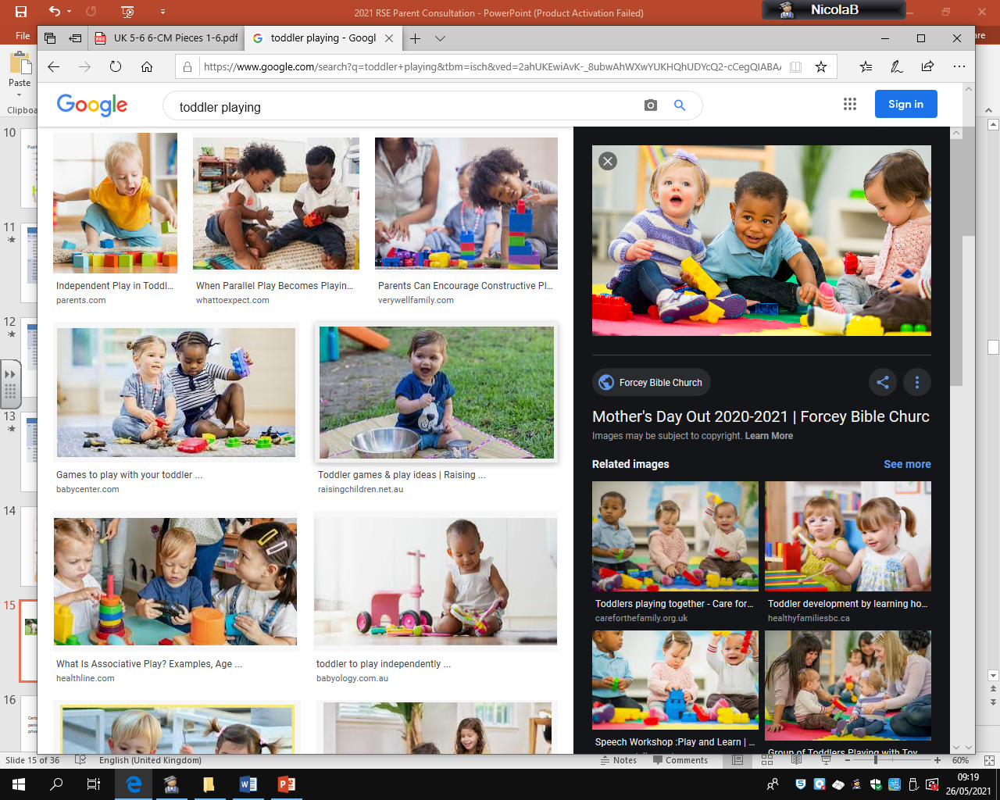 2021 RSE Parent Consultation - PowerPoint (Product Activation Failed)
NicolaB
File
UK 5-6 6-CM Pieces 1-6.pdf
toddler playing - Googl
https://www.google.com/search?q=toddler+playing&tbm=isch&ved=2ahUKEwiAvK-_8ubwAhWXwYUKHQhUDYcQ2-cCegQIABAA
Paste
Clipboa
Google
toddler playing
Sign in
10
11
12
13
14
15
16
Independent Play in Toddl...
parents.com
When Parallel Play Becomes Playin...
whattoexpect.com
Parents Can Encourage Constructive Pl...
verywellfamily.com
Games to play with your toddler ...
babycenter.com
Toddler games & play ideas | Raising ...
raisingchildren.net.au
What Is Associative Play? Examples, Age ...
healthline.com
toddler to play independently ...
babyology.com.au
Forcey Bible Church
Mother's Day Out 2020-2021 | Forcey Bible Churc
Images may be subject to copyright. Learn More
Related images
See more
Toddlers playing together - Care for...
careforthefamily.org.uk
Toddler development by learning ho...
healthyfamiliesbc.ca
Speech Workshop :Play and Learn | ...
Group of Toddlers Playing with Toy
Slide 15 of 36
English (United Kingdom)
Notes
Comments
60%
09:19
26/05/2021